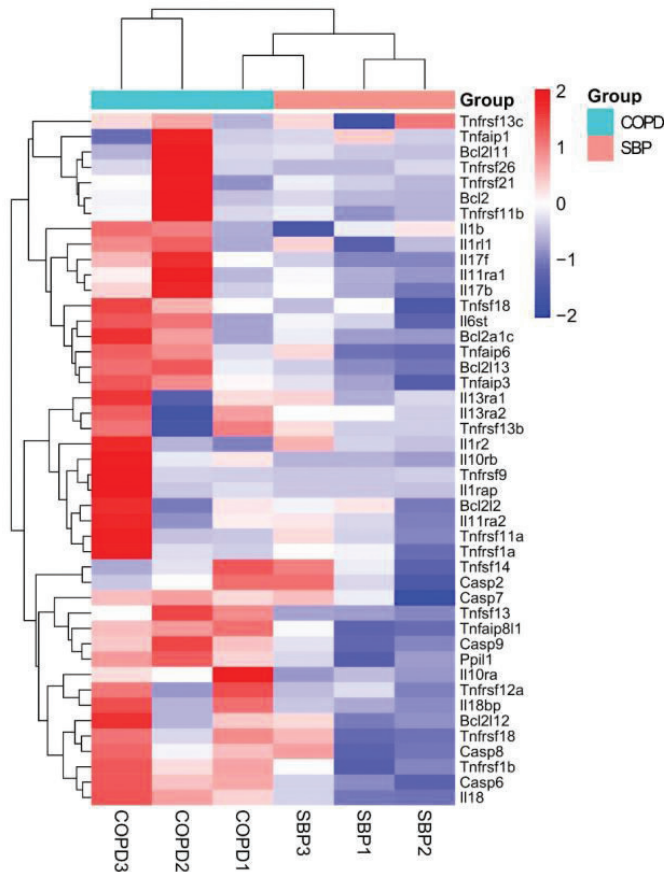 Group
Tnfrsf13c
Tnfaip1
Bcl2l11
Tnfrsf26
Tnfrsf21
Bcl2
Tnfrsf11b
Il1b
Il1rl1
Il17f
Il11ra1
Il17b
Tnfsf18
Il6st
Bcl2a1c
Tnfaip6
Bcl2l13
Tnfaip3
Il13ra1
Il13ra2
Tnfrsf13b
Il1r2
Il10rb
Tnfrsf9
Il1rap
Bcl2l2
Il11ra2
Tnfrsf11a
Tnfrsf1a
Tnfsf14
Casp2
Casp7
Tnfsf13
Tnfaip8l1
Casp9
Ppil1
Il10ra
Tnfrsf12a
Il18bp
Bcl2l12
Tnfrsf18
Casp8
Tnfrsf1b
Casp6
Il18
COPD3
COPD2
COPD1
SBP3
SBP1
SBP2
2
1
0
−1
−2
Group
COPD
SBP